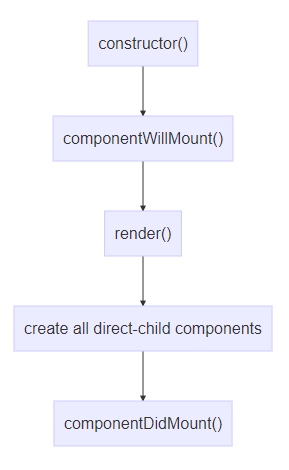 constructor()
componentWillMount()
render()
create all direct-child components
componentDidMount()